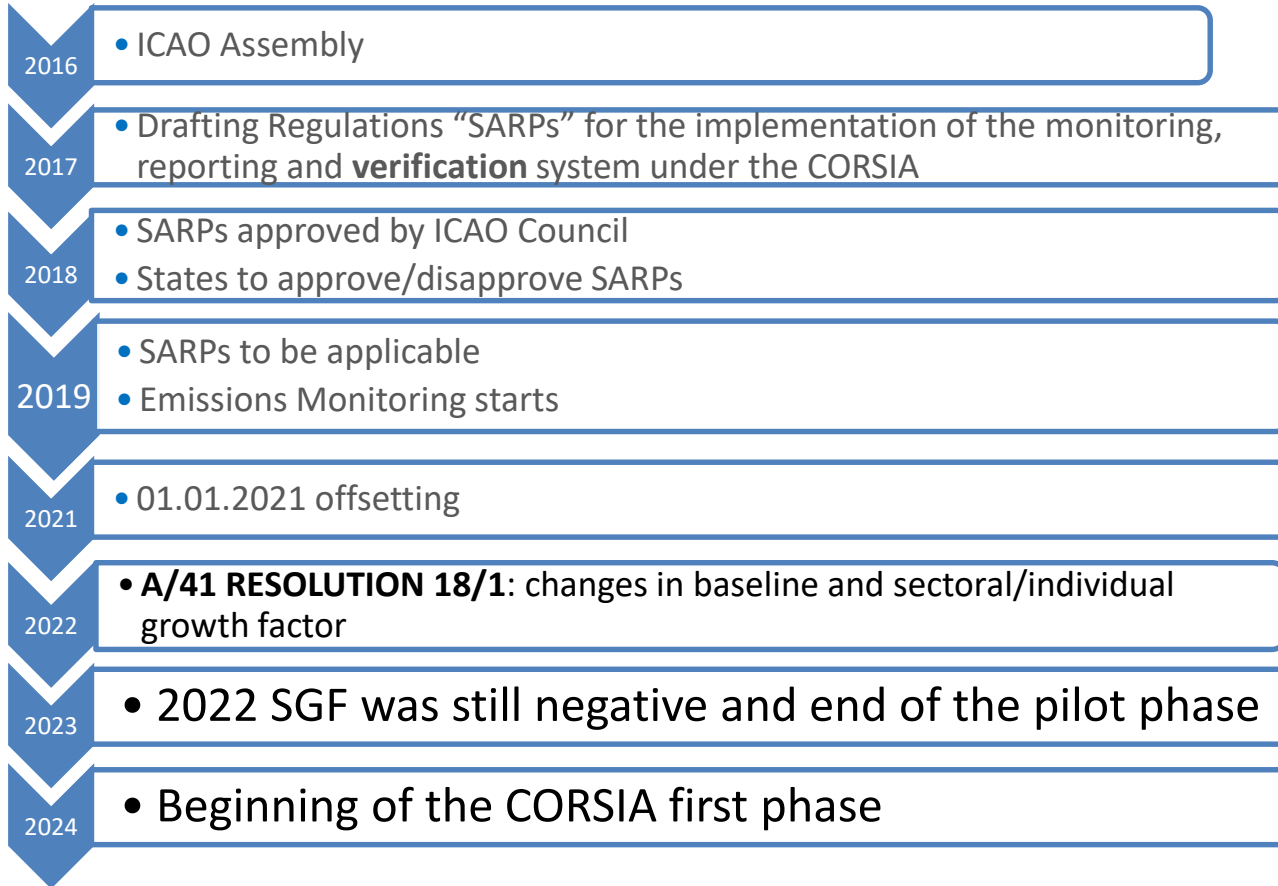 2016
• ICAO Assembly
2017
• Drafting Regulations “SARPs” for the implementation of the monitoring,
reporting and verification system under the CORSIA
2018
• SARPs approved by ICAO Council
• States to approve/disapprove SARPs
2019
• SARPs to be applicable
• Emissions Monitoring starts
2021
• 01.01.2021 offsetting
2022
• A/41 RESOLUTION 18/1: changes in baseline and sectoral/individual
growth factor
2023
• 2022 SGF was still negative and end of the pilot phase
2024
• Beginning of the CORSIA first phase